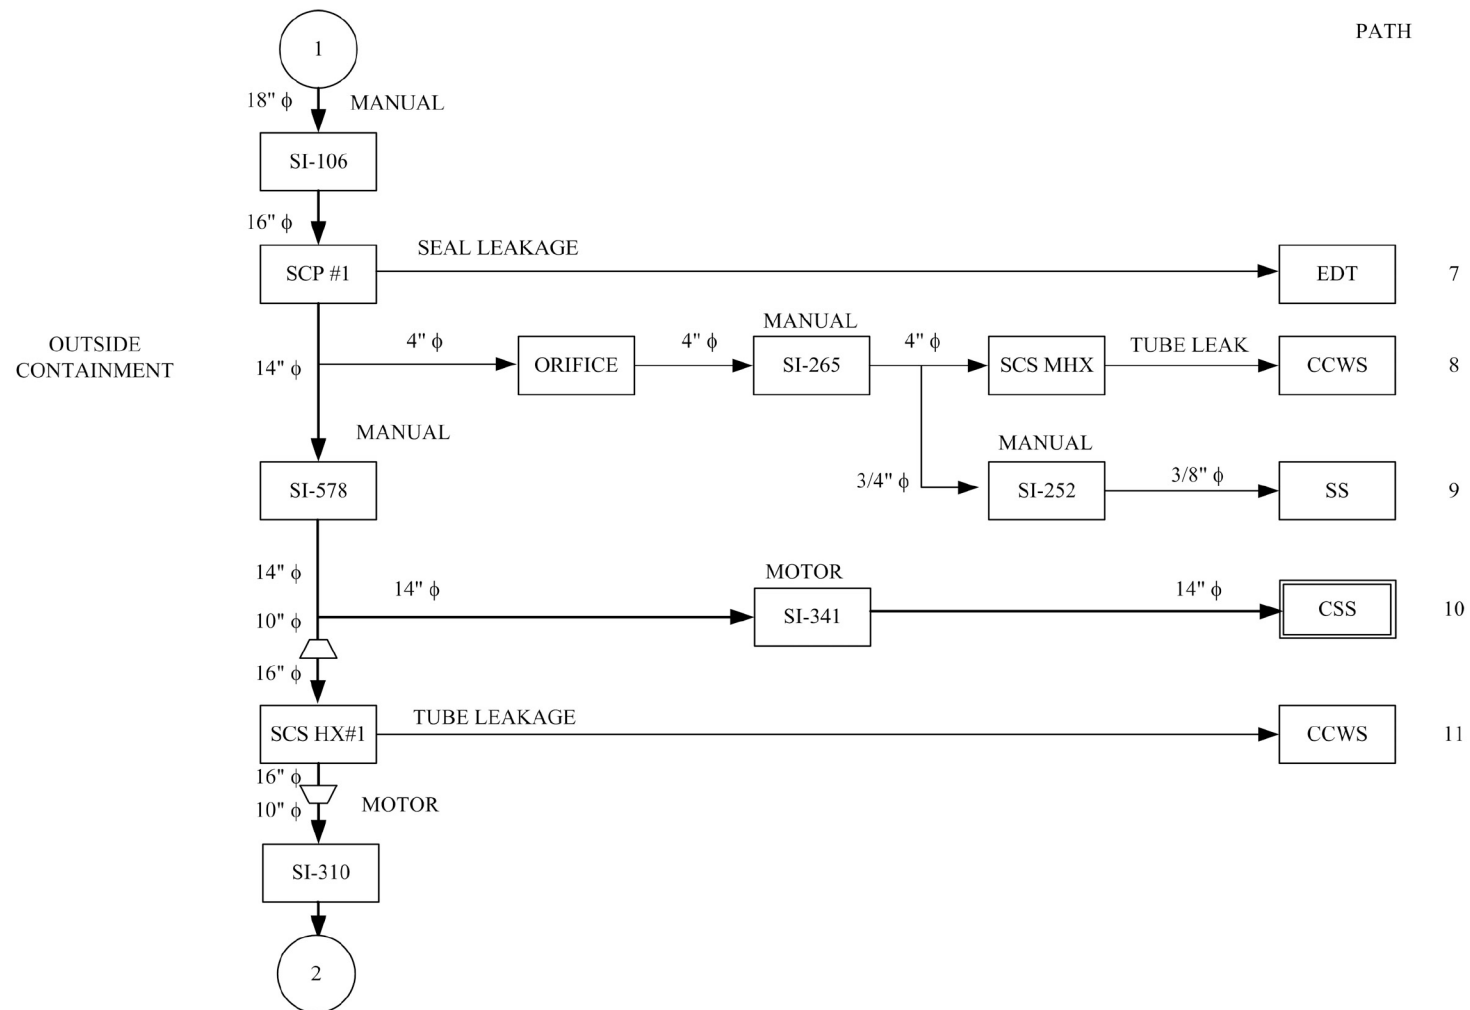 1
PATH
18" ϕ
MANUAL
SI-106
16" ϕ
SEAL LEAKAGE
SCP #1
EDT
7
MANUAL
OUTSIDE
CONTAINMENT
14" ϕ
4" ϕ
ORIFICE
4" ϕ
SI-265
4" ϕ
SCS MHX
TUBE LEAK
CCWS
8
MANUAL
MANUAL
SI-578
3/4" ϕ
SI-252
3/8" ϕ
SS
9
14" ϕ
MOTOR
14" ϕ
SI-341
14" ϕ
CSS
10
10" ϕ
16" ϕ
TUBE LEAKAGE
SCS HX#1
CCWS
11
16" ϕ
10" ϕ
MOTOR
SI-310
2